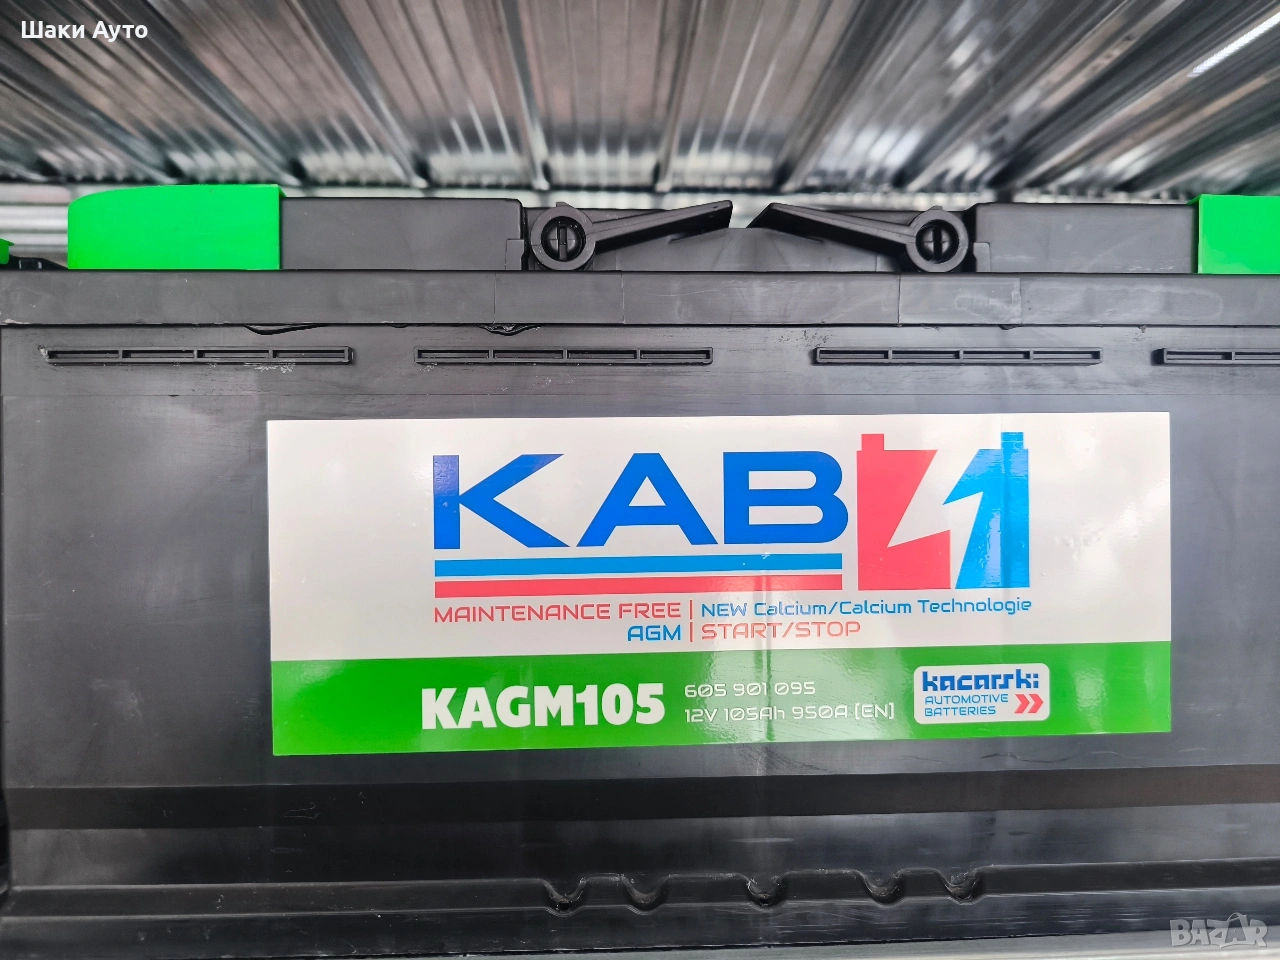 Шаки Ауто
KAB
MAINTENANCE FREE | NEW Calcium/Calcium Technologie
AGM | START/STOP
KAGM105
605 901 095
12V 105Ah 950A (EN)
kacarski
AUTOMOTIVE
BATTERIES
BAZAR